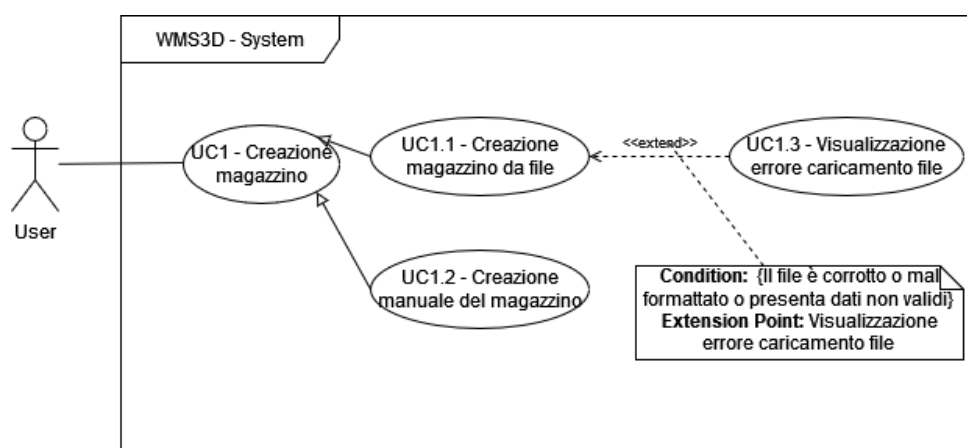 WMS3D - System
User
UC1 - Creazione
magazzino
UC1.1 - Creazione
magazzino da file
<<extend>>
UC1.3 - Visualizzazione
errore caricamento file
UC1.2 - Creazione
manuale del magazzino
Condition: {Il file è corrotto o mal
formattato o presenta dati non validi}
Extension Point: Visualizzazione
errore caricamento file